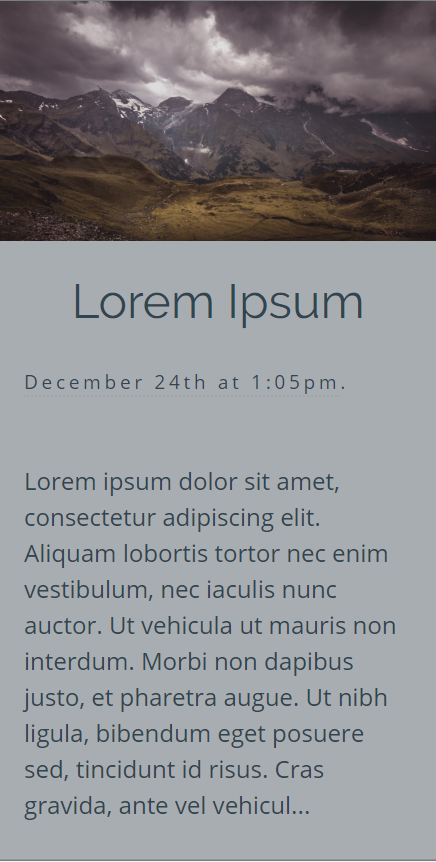 Lorem Ipsum
December 24th at 1:05pm.
Lorem ipsum dolor sit amet,
consectetur adipiscing elit.
Aliquam lobortis tortor nec enim
vestibulum, nec iaculis nunc
auctor. Ut vehicula ut mauris non
interdum. Morbi non dapibus
justo, et pharetra augue. Ut nibh
ligula, bibendum eget posuere
sed, tincidunt id risus. Cras
gravida, ante vel vehicul...